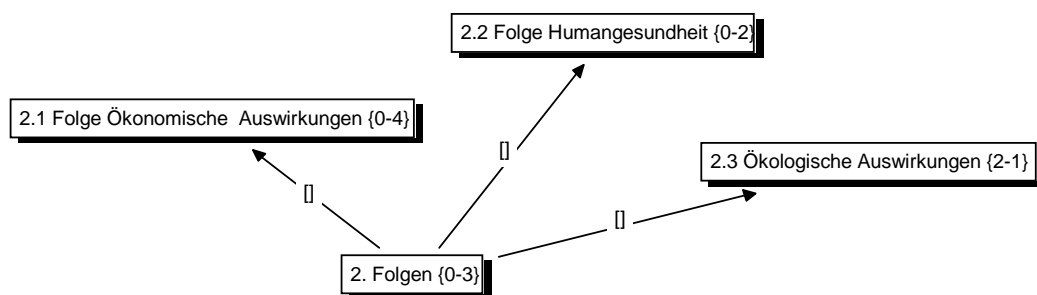 2.2 Folge Humangesundheit {0-2}
2.1 Folge Ökonomische  Auswirkungen {0-4}
[]
2.3 Ökologische Auswirkungen {2-1}
[]
[]
2. Folgen {0-3}